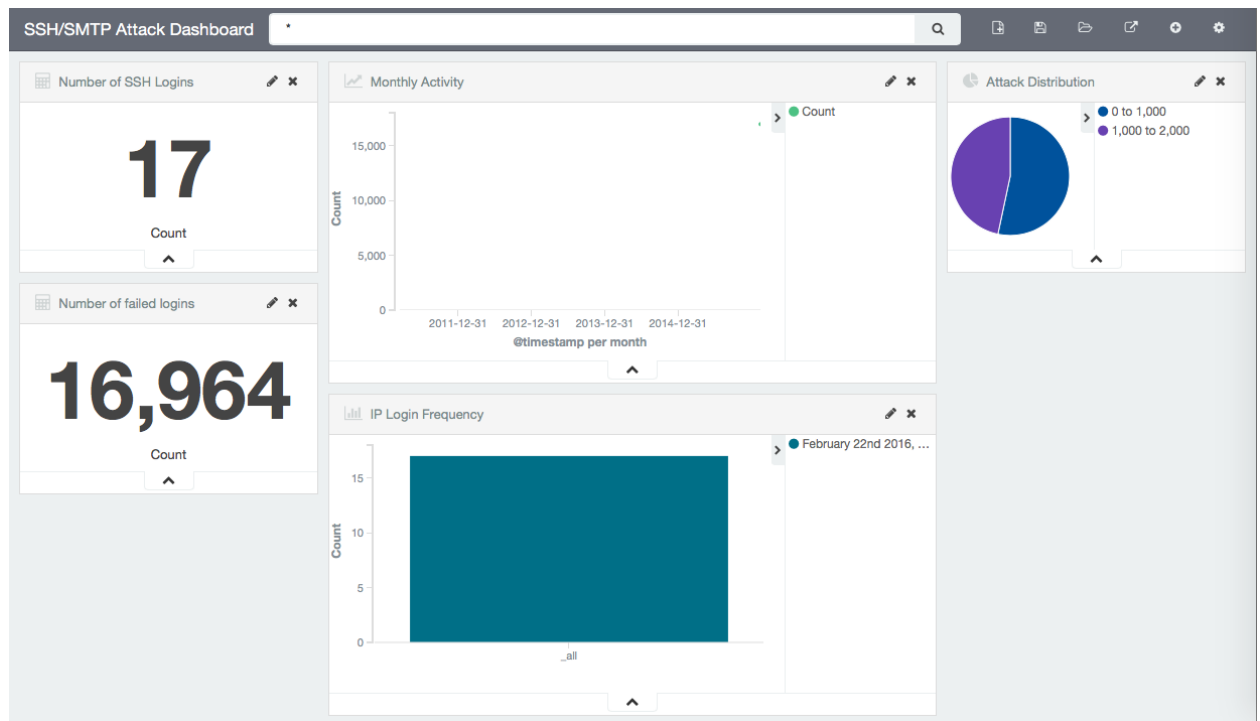 SSH/SMTP Attack Dashboard
*
Number of SSH Logins
17
Count
Number of failed logins
16,964
Count
Monthly Activity
Count
15,000
10,000
5,000
0
Count
2011-12-31 2012-12-31 2013-12-31 2014-12-31
@timestamp per month
IP Login Frequency
February 22nd 2016, ...
15
10
5
0
Count
_all
Attack Distribution
0 to 1,000
1,000 to 2,000